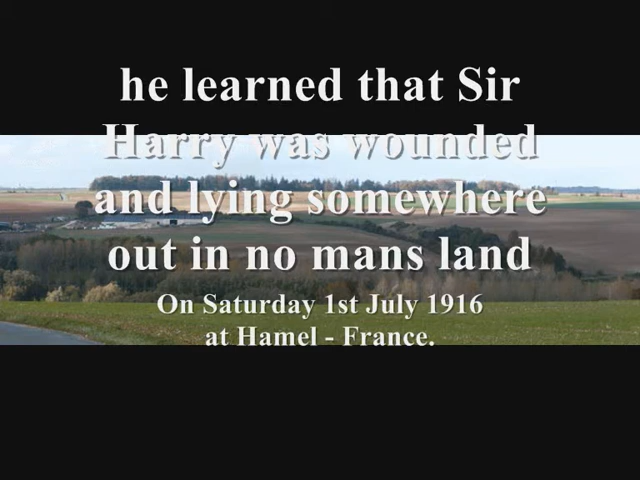 he learned that Sir
Harry was wounded
and lying somewhere
out in no mans land
On Saturday 1st July 1916
at Hamel - France.